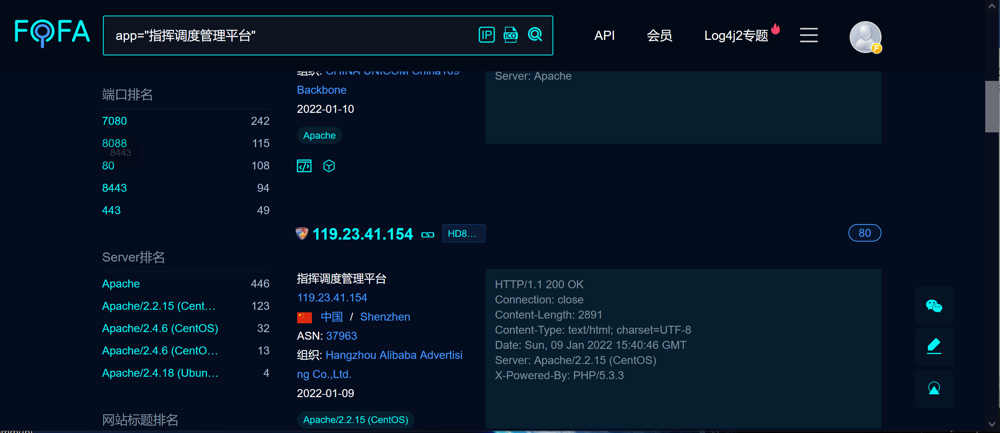 FOFA
app="指挥调度管理平台"
IP
ICO
API
会员
Log4j2专题
F
端口排名
7080 242
8088 115
8443
80 108
8443 94
443 49
Server排名
Apache 446
Apache/2.2.15 (Cent… 123
Apache/2.4.6 (CentOS) 32
Apache/2.4.6 (CentO… 13
Apache/2.4.18 (Ubun… 4
网站标题排名
组织: CHINA UNICOM China169
Backbone
2022-01-10
Apache
Server: Apache
119.23.41.154
HD8…
80
指挥调度管理平台
119.23.41.154
中国 / Shenzhen
ASN: 37963
组织: Hangzhou Alibaba Advertisi
ng Co.,Ltd.
2022-01-09
Apache/2.2.15 (CentOS)
HTTP/1.1 200 OK
Connection: close
Content-Length: 2891
Content-Type: text/html; charset=UTF-8
Date: Sun, 09 Jan 2022 15:40:46 GMT
Server: Apache/2.2.15 (CentOS)
X-Powered-By: PHP/5.3.3